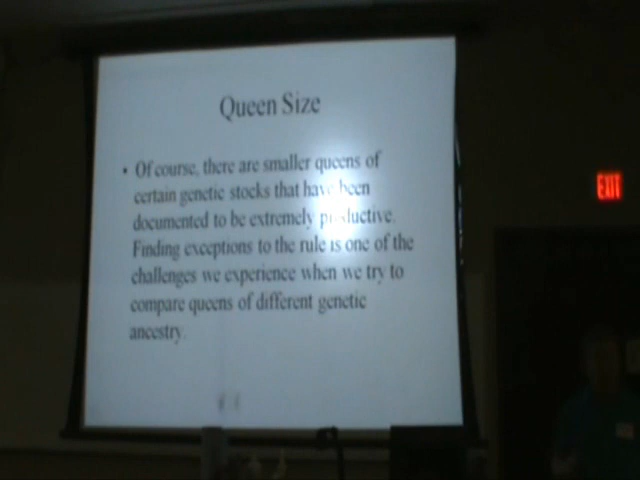 Queen Size
• Of course, there are smaller queens of
certain genetic stocks that have been
documented to be extremely productive.
Finding exceptions to the rule is one of the
challenges we experience when we try to
compare queens of different genetic
ancestry.
EXIT